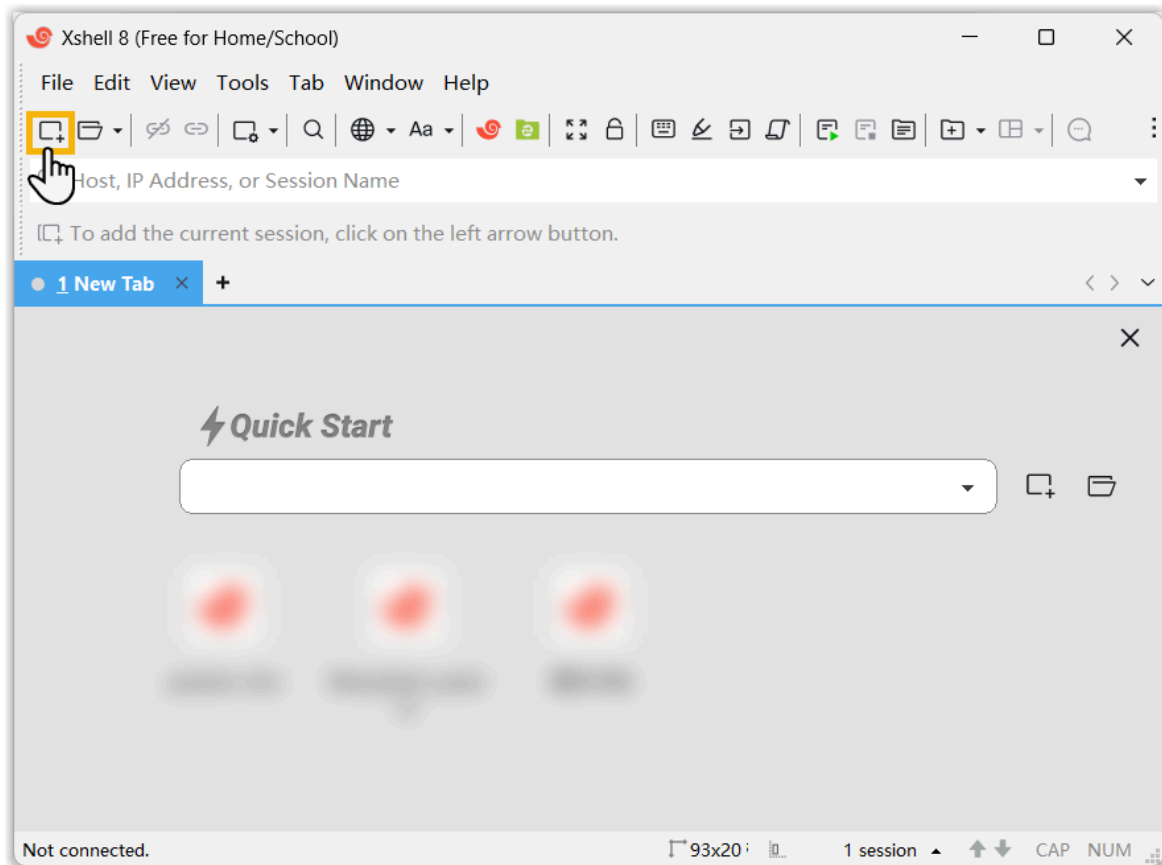 Xshell 8 (Free for Home/School)
File Edit View Tools Tab Window Help
Aa
Host, IP Address, or Session Name
To add the current session, click on the left arrow button.
1 New Tab
Quick Start
Not connected. 93x20 1 session CAP NUM